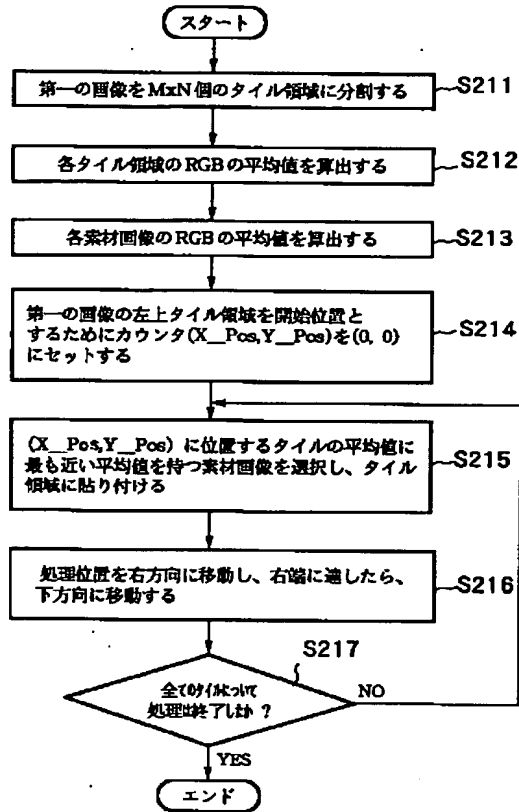 スタート
第一の画像をMxN個のタイル領域に分割する
S211
各タイル領域のRGBの平均値を算出する
S212
各素材画像のRGBの平均値を算出する
S213
第一の画像の左上タイル領域を開始位置と
するためにカウンタ(X__Pos,Y__Pos)を(0, 0)
にセットする
S214
(X__Pos,Y__Pos) に位置するタイルの平均値に
最も近い平均値を持つ素材画像を選択し、タイル
領域に貼り付ける
S215
処理位置を右方向に移動し、右端に達したら、
下方向に移動する
S216
S217
全てのタイルについて
処理は終了したか ?
NO
YES
エンド